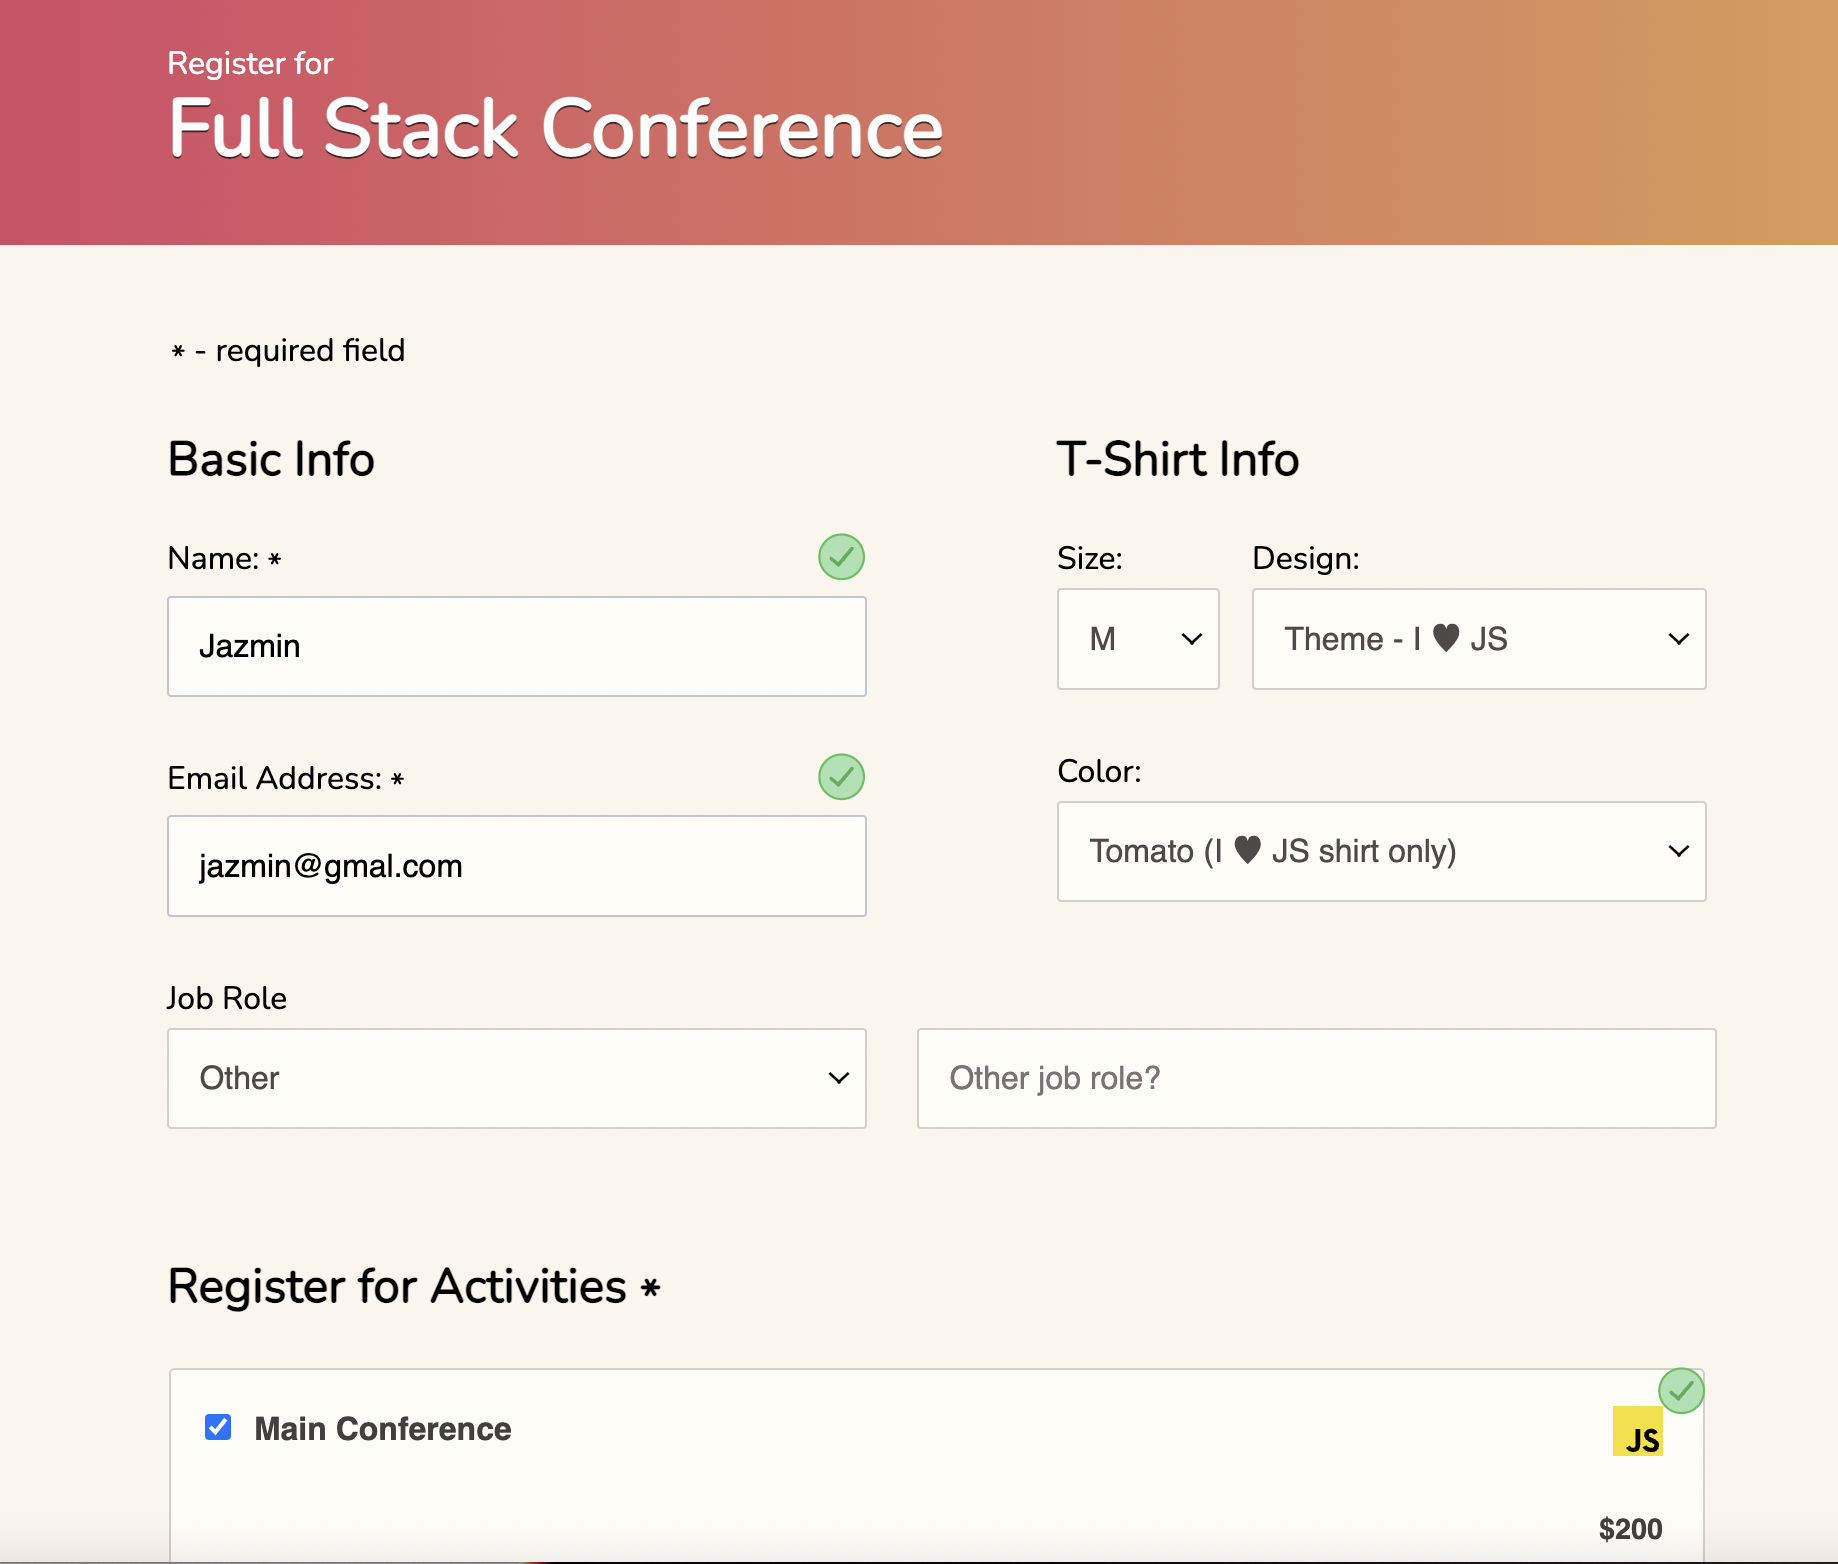 Register for
Full Stack Conference
* - required field
Basic Info
Name: *
Jazmin
Email Address: *
jazmin@gmal.com
T-Shirt Info
Size:
M
Design:
Theme - I ♥ JS
Color:
Tomato (I ♥ JS shirt only)
Job Role
Other
Other job role?
Register for Activities *
Main Conference
JS
$200